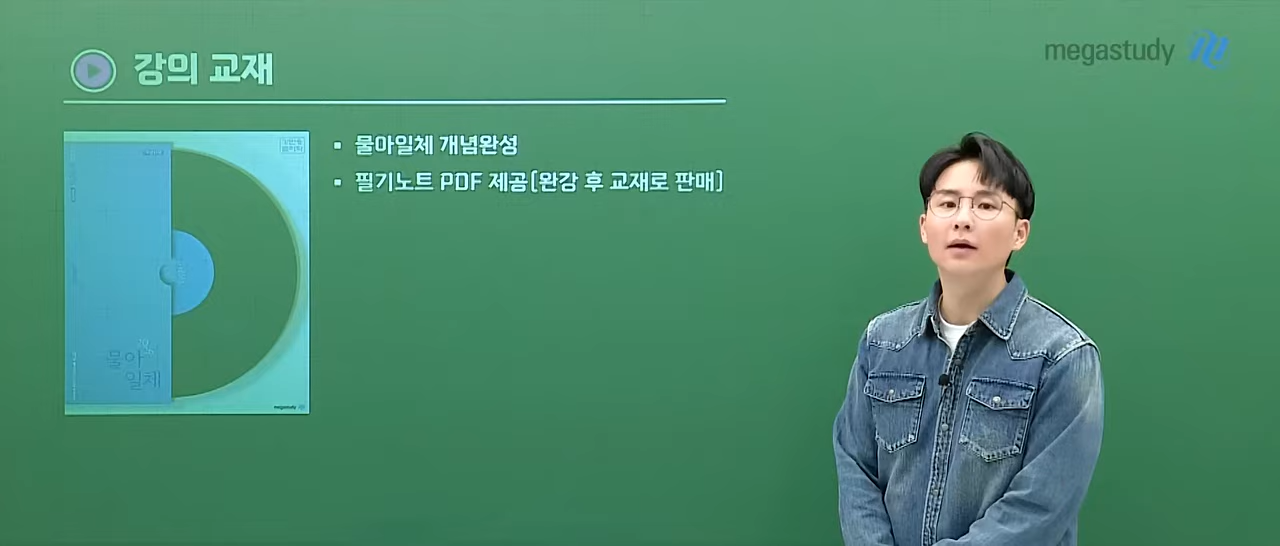 강의 교재
megastudy
▪ 물아일체 개념완성
▪ 필기노트 PDF 제공(완강 후 교재로 판매)
물아
일체
megastudy